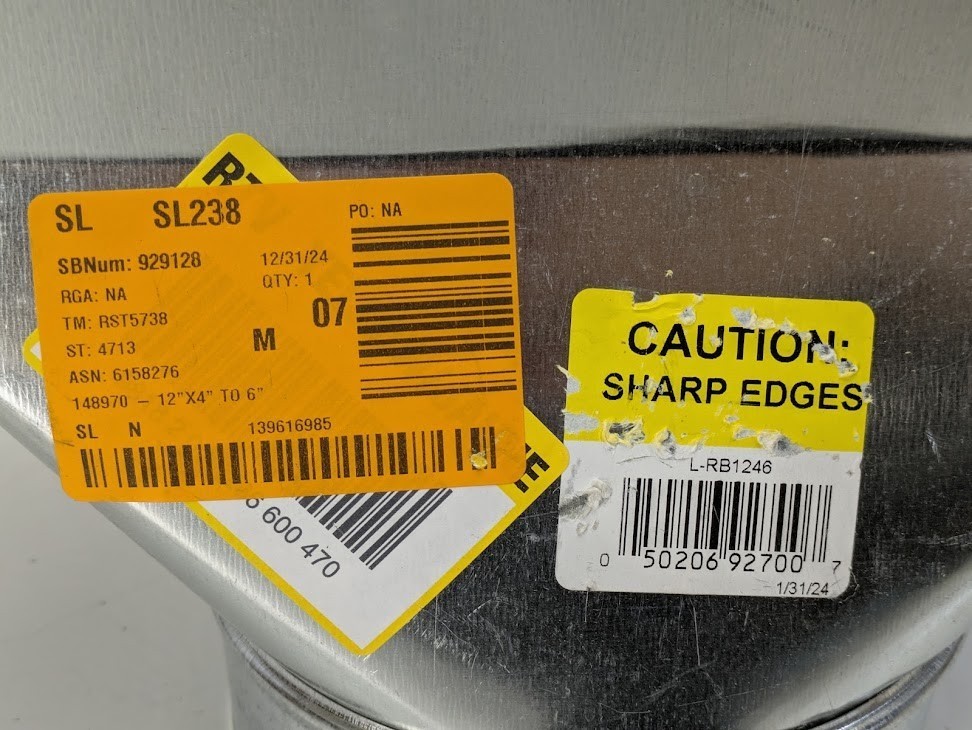 SL SL238 PO: NA
SBNum: 929128 12/31/24
QTY: 1
RGA: NA
TM: RST5738 M 07
ST: 4713
ASN: 6158276
148970 - 12"X4" TO 6"
SL N 139616985
6 600 470
CAUTION:
SHARP EDGES
L-RB1246
0 50206 92700 7
1/31/24